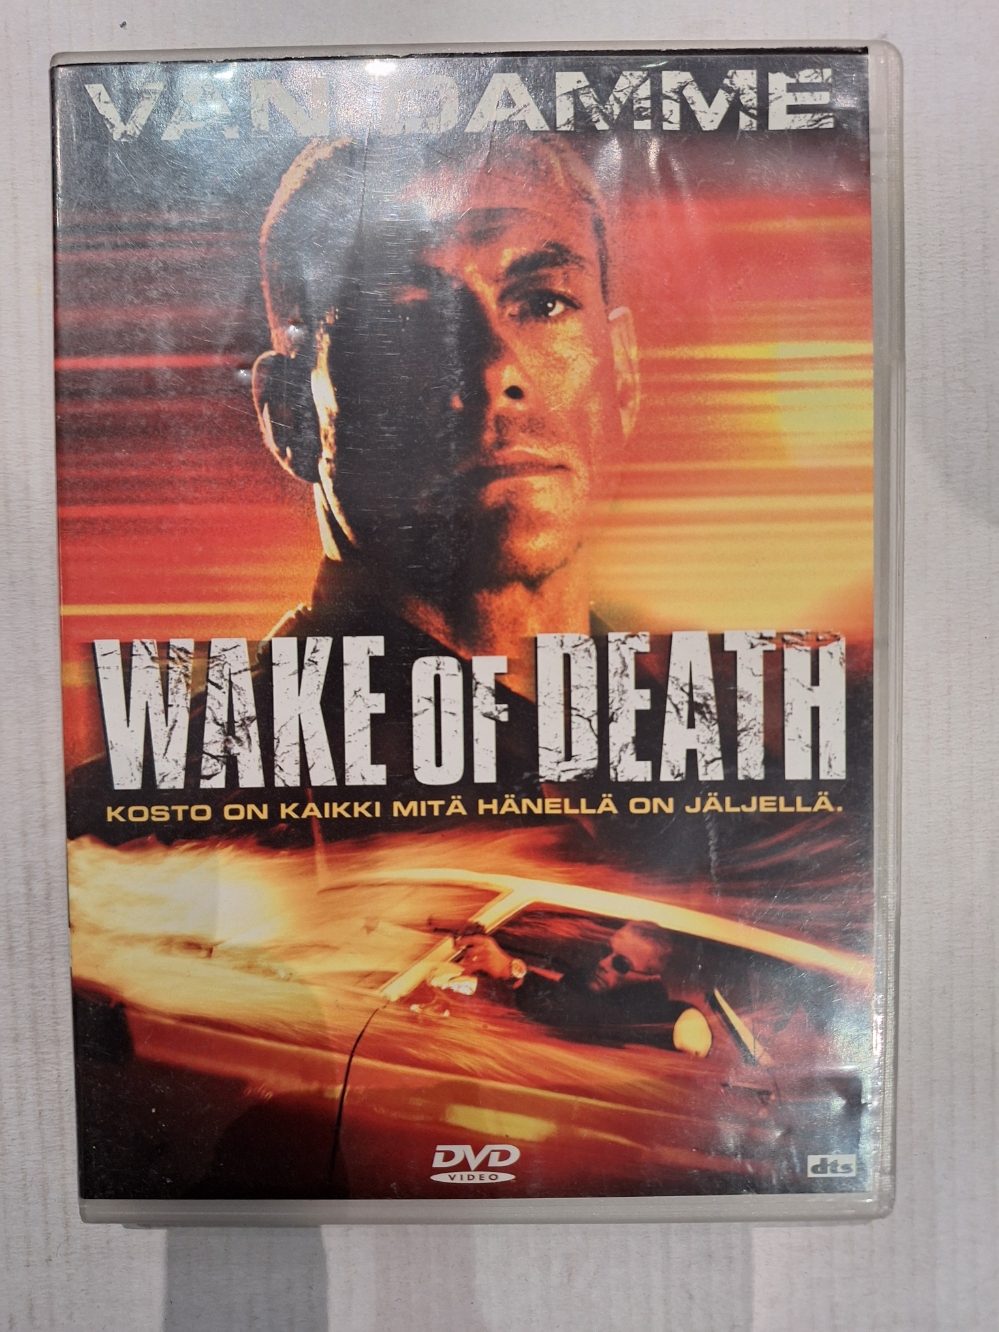 VAN DAMME
WAKE OF DEATH
KOSTO ON KAIKKI MITÄ HÄNELLÄ ON JÄLJELLÄ.
DVD
VIDEO
dts